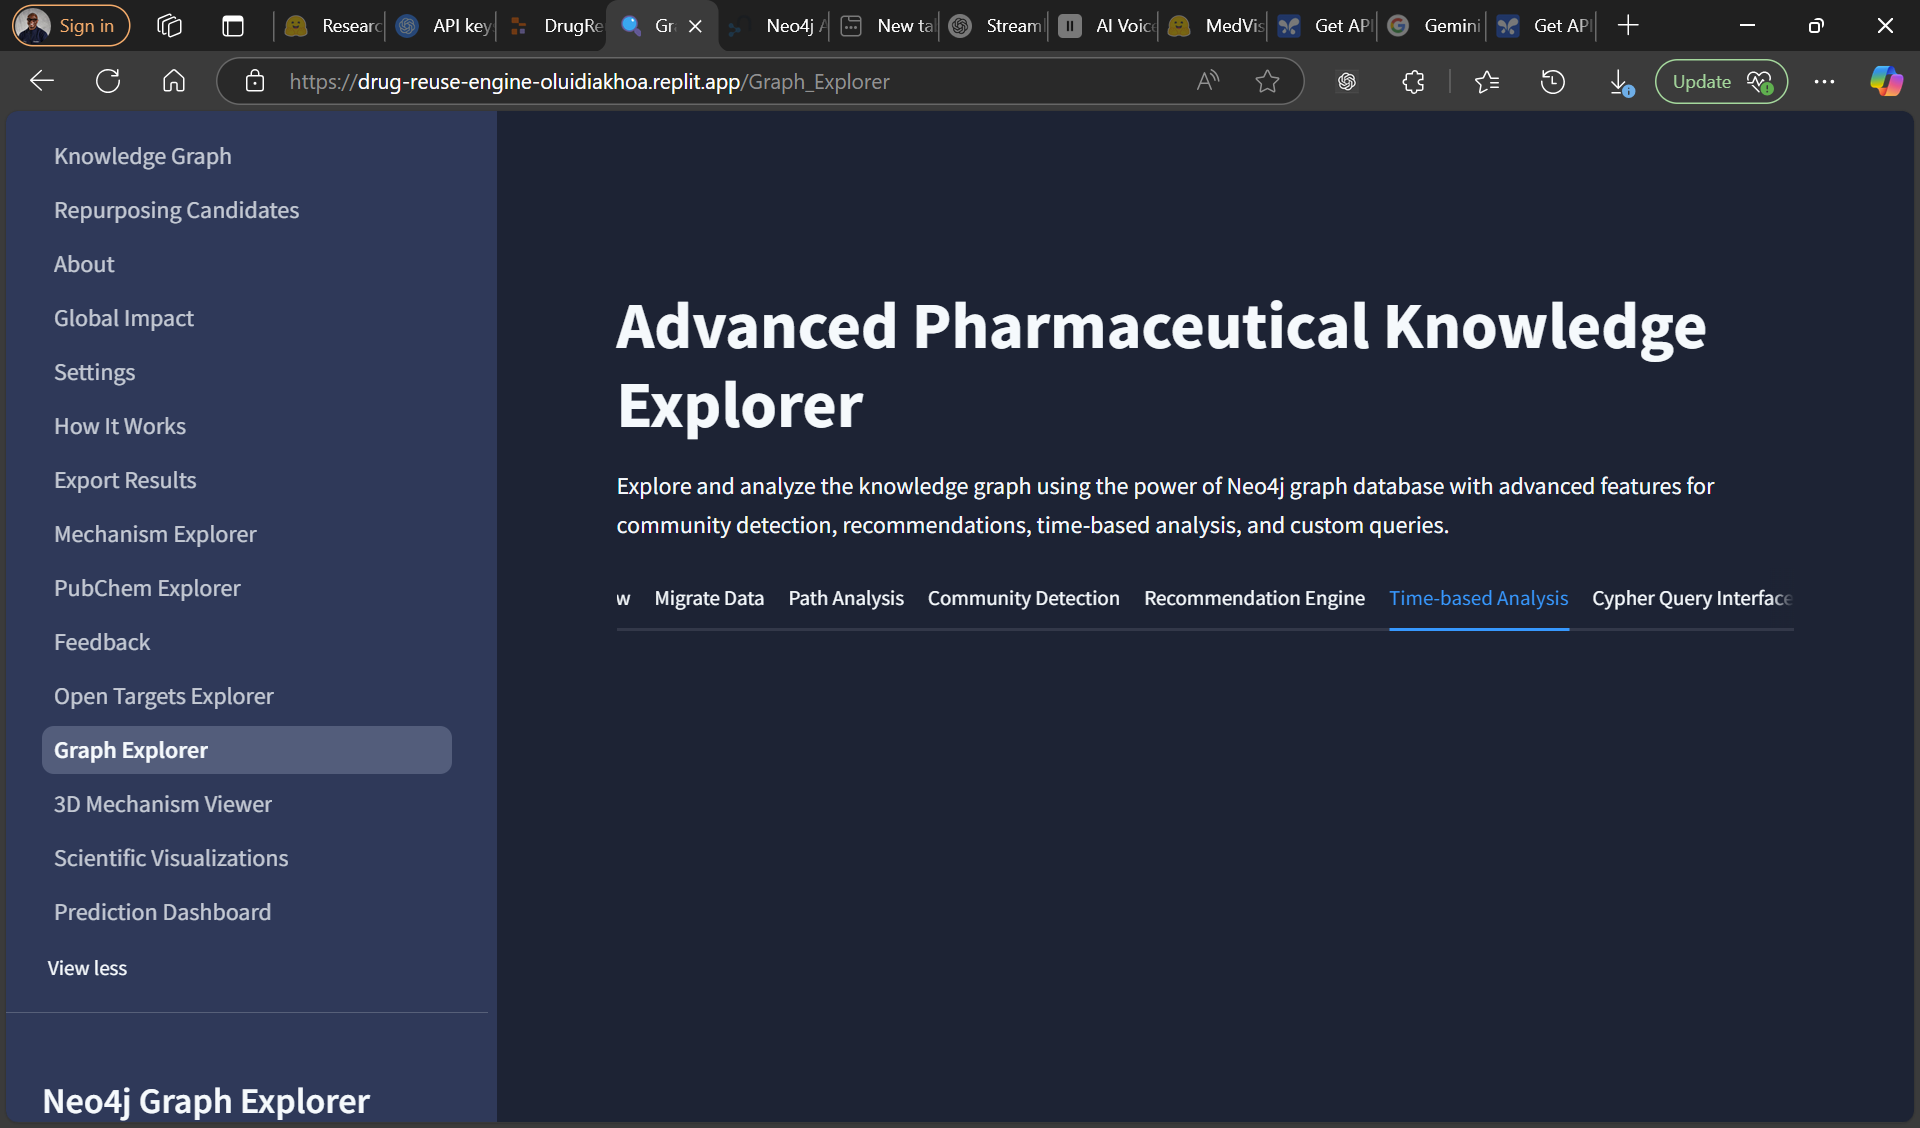 Sign in
Researc
API key
DrugRe
Gr
Neo4j A
New ta
Stream
AI Voic
MedVis
Get API
Gemini
Get API
https://drug-reuse-engine-oluidiakhoa.replit.app/Graph_Explorer
Update
Knowledge Graph
Repurposing Candidates
About
Global Impact
Settings
How It Works
Export Results
Mechanism Explorer
PubChem Explorer
Feedback
Open Targets Explorer
Graph Explorer
3D Mechanism Viewer
Scientific Visualizations
Prediction Dashboard
View less
Neo4j Graph Explorer
Advanced Pharmaceutical Knowledge
Explorer
Explore and analyze the knowledge graph using the power of Neo4j graph database with advanced features for
community detection, recommendations, time-based analysis, and custom queries.
w Migrate Data Path Analysis Community Detection Recommendation Engine Time-based Analysis Cypher Query Interface